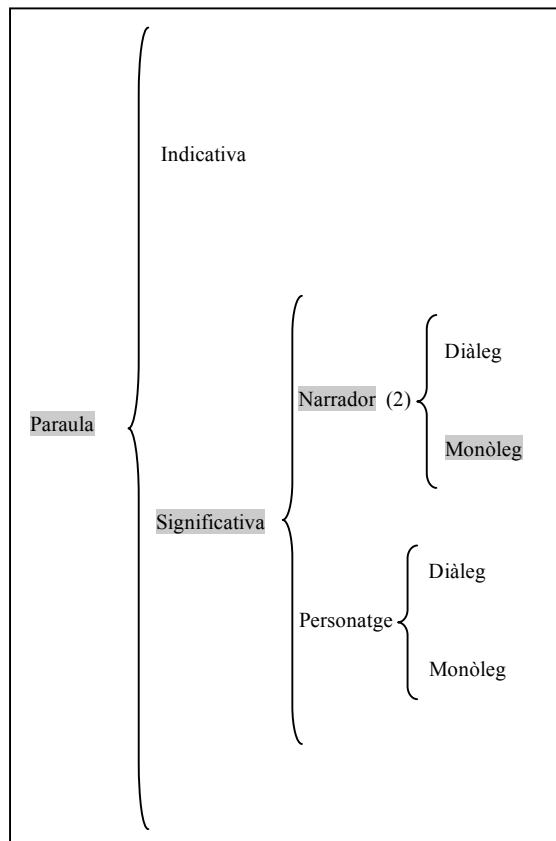 Indicativa
Diàleg
Narrador (2)
Paraula
Monòleg
Significativa
Diàleg
Personatge
Monòleg